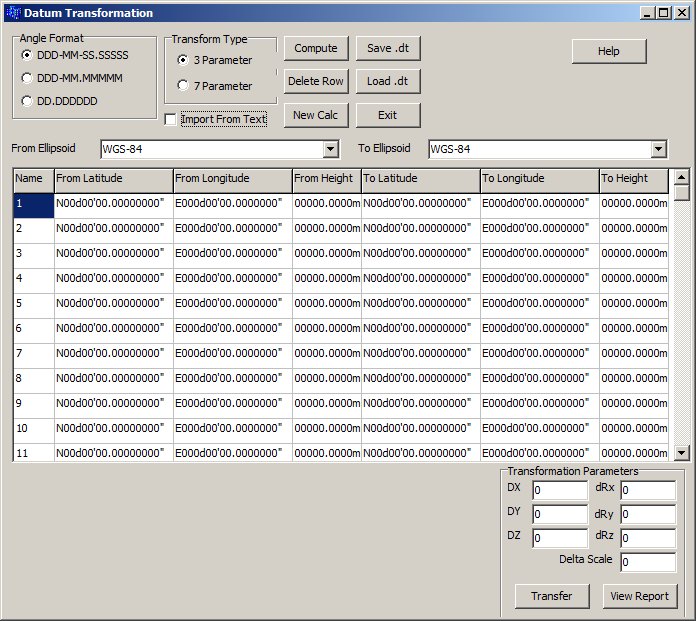 Datum Transformation
Angle Format
DDD-MM-SS.SSSSS
DDD-MM.MMMMM
DD.DDDDDD
Transform Type
3 Parameter
7 Parameter
Import From Text
Compute
Save .dt
Help
Delete Row
Load .dt
New Calc
Exit
From Ellipsoid WGS-84 To Ellipsoid WGS-84
Name From Latitude From Longitude From Height To Latitude To Longitude To Height
1 N00d00'00.00000000" E000d00'00.0000000" 00000.0000m N00d00'00.00000000" E000d00'00.0000000" 00000.0000m
2 N00d00'00.00000000" E000d00'00.0000000" 00000.0000m N00d00'00.00000000" E000d00'00.0000000" 00000.0000m
3 N00d00'00.00000000" E000d00'00.0000000" 00000.0000m N00d00'00.00000000" E000d00'00.0000000" 00000.0000m
4 N00d00'00.00000000" E000d00'00.0000000" 00000.0000m N00d00'00.00000000" E000d00'00.0000000" 00000.0000m
5 N00d00'00.00000000" E000d00'00.0000000" 00000.0000m N00d00'00.00000000" E000d00'00.0000000" 00000.0000m
6 N00d00'00.00000000" E000d00'00.0000000" 00000.0000m N00d00'00.00000000" E000d00'00.0000000" 00000.0000m
7 N00d00'00.00000000" E000d00'00.0000000" 00000.0000m N00d00'00.00000000" E000d00'00.0000000" 00000.0000m
8 N00d00'00.00000000" E000d00'00.0000000" 00000.0000m N00d00'00.00000000" E000d00'00.0000000" 00000.0000m
9 N00d00'00.00000000" E000d00'00.0000000" 00000.0000m N00d00'00.00000000" E000d00'00.0000000" 00000.0000m
10 N00d00'00.00000000" E000d00'00.0000000" 00000.0000m N00d00'00.00000000" E000d00'00.0000000" 00000.0000m
11 N00d00'00.00000000" E000d00'00.0000000" 00000.0000m N00d00'00.00000000" E000d00'00.0000000" 00000.0000m
Transformation Parameters
DX 0 dRx 0
DY 0 dRy 0
DZ 0 dRz 0
Delta Scale 0
Transfer View Report